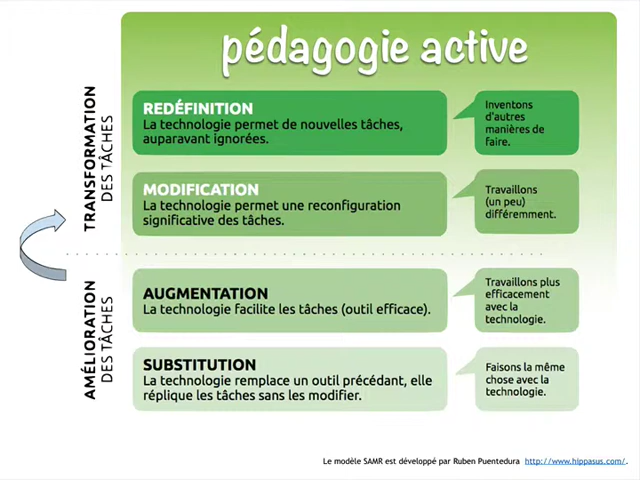 pédagogie active
TRANSFORMATION
DES TÂCHES
REDÉFINITION
La technologie permet de nouvelles tâches,
auparavant ignorées.
Inventons
d'autres
manières de
faire.
MODIFICATION
La technologie permet une reconfiguration
significative des tâches.
Travaillons
(un peu)
différemment.
AMÉLIORATION
DES TÂCHES
AUGMENTATION
La technologie facilite les tâches (outil efficace).
Travaillons plus
efficacement
avec la
technologie.
SUBSTITUTION
La technologie remplace un outil précédant, elle
réplique les tâches sans les modifier.
Faisons la même
chose avec la
technologie.
Le modèle SAMR est développé par Ruben Puentedura http://www.hippasus.com/.